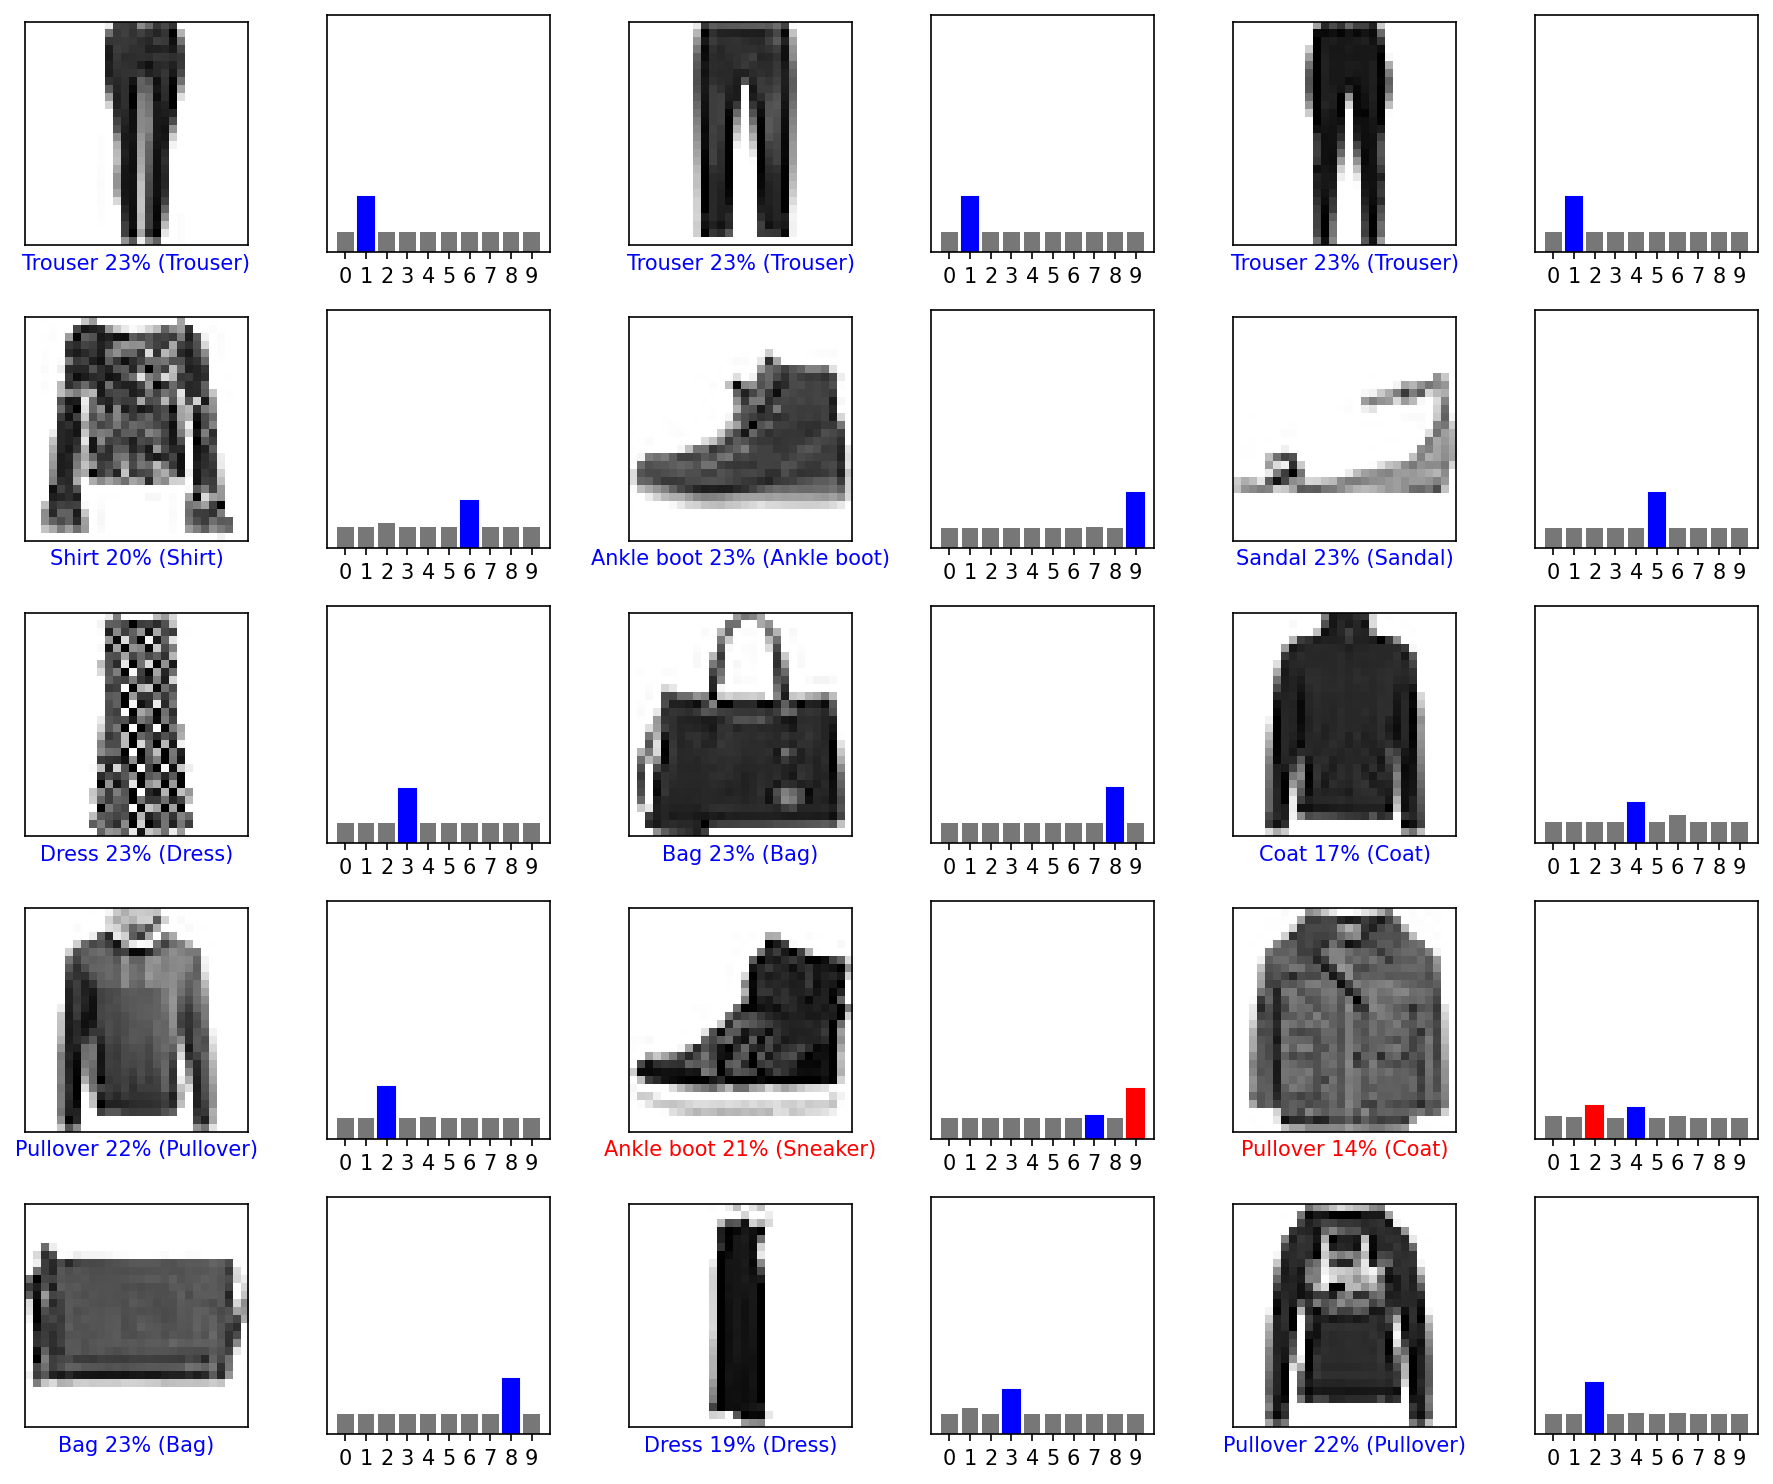 0 1 2 3 4 5 6 7 8 9 0 1 2 3 4 5 6 7 8 9 0 1 2 3 4 5 6 7 8 9
Trouser 23% (Trouser) Trouser 23% (Trouser) Trouser 23% (Trouser)
0 1 2 3 4 5 6 7 8 9 0 1 2 3 4 5 6 7 8 9 0 1 2 3 4 5 6 7 8 9
Shirt 20% (Shirt) Ankle boot 23% (Ankle boot) Sandal 23% (Sandal)
0 1 2 3 4 5 6 7 8 9 0 1 2 3 4 5 6 7 8 9 0 1 2 3 4 5 6 7 8 9
Dress 23% (Dress) Bag 23% (Bag) Coat 17% (Coat)
0 1 2 3 4 5 6 7 8 9 0 1 2 3 4 5 6 7 8 9 0 1 2 3 4 5 6 7 8 9
Pullover 22% (Pullover) Ankle boot 21% (Sneaker) Pullover 14% (Coat)
0 1 2 3 4 5 6 7 8 9 0 1 2 3 4 5 6 7 8 9 0 1 2 3 4 5 6 7 8 9
Bag 23% (Bag) Dress 19% (Dress) Pullover 22% (Pullover)